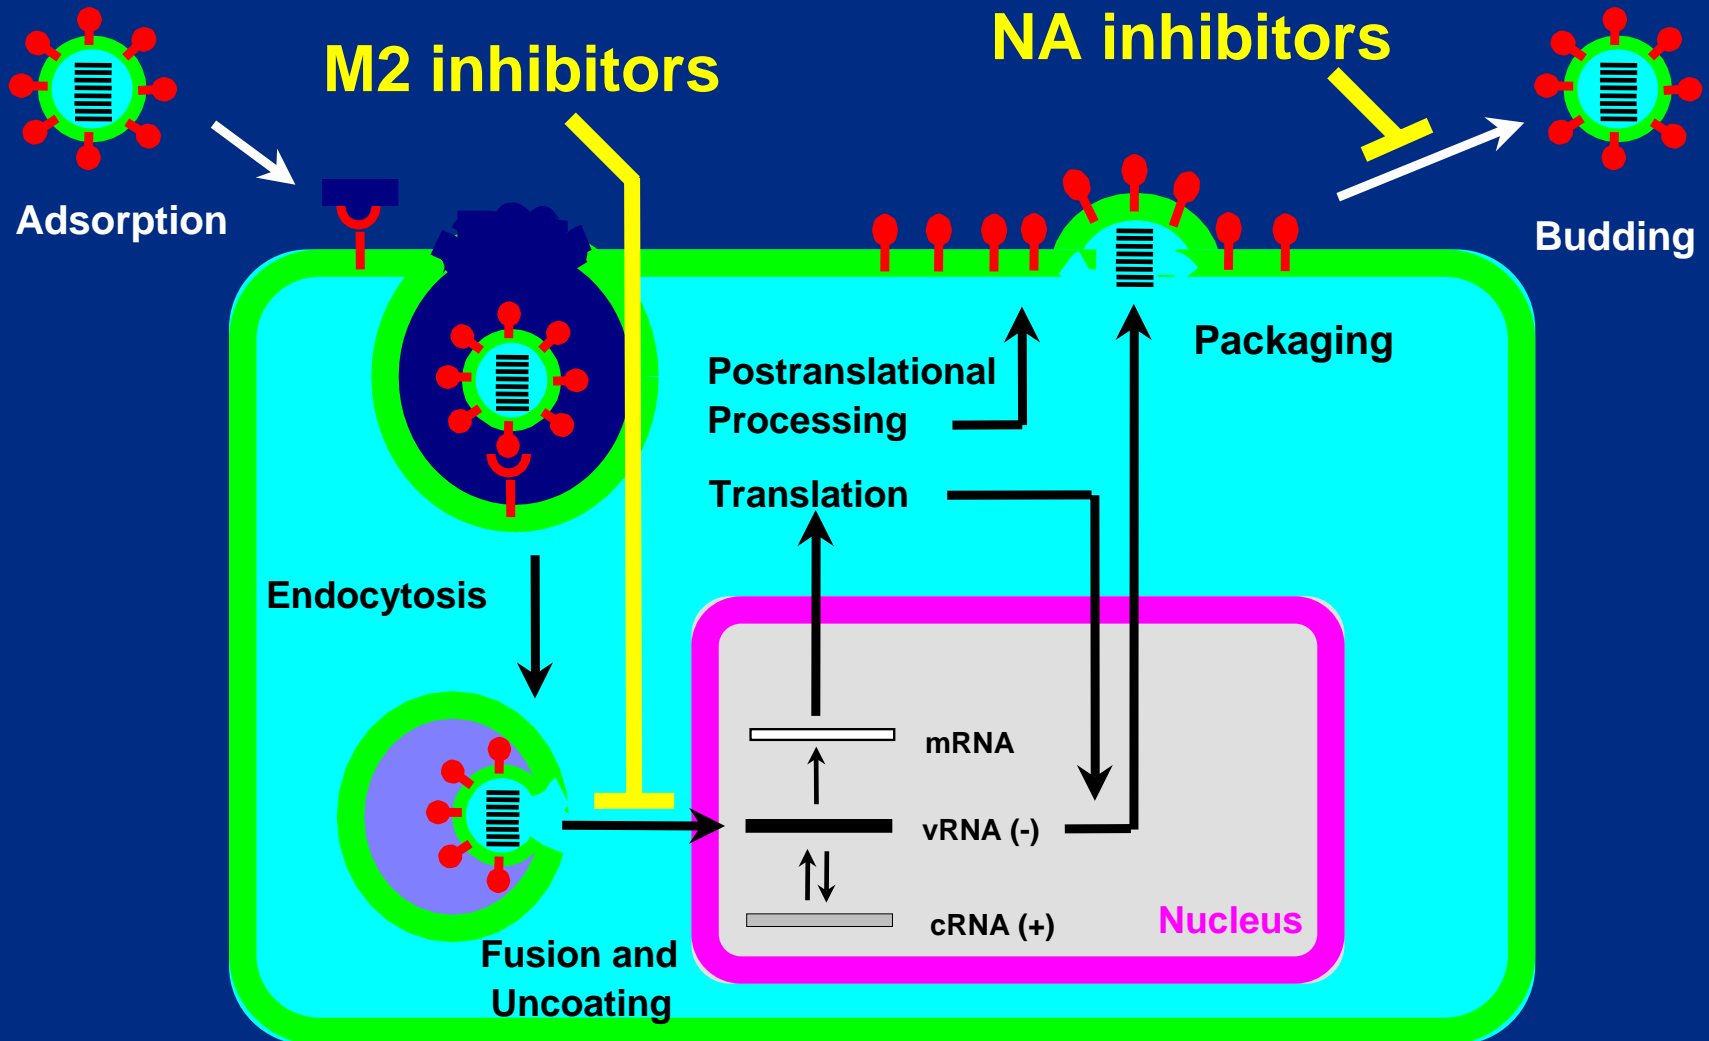 M2 inhibitors
NA inhibitors
Adsorption
Budding
Packaging
Postranslational
Processing
Translation
Endocytosis
mRNA
vRNA (-)
cRNA (+)
Nucleus
Fusion and
Uncoating